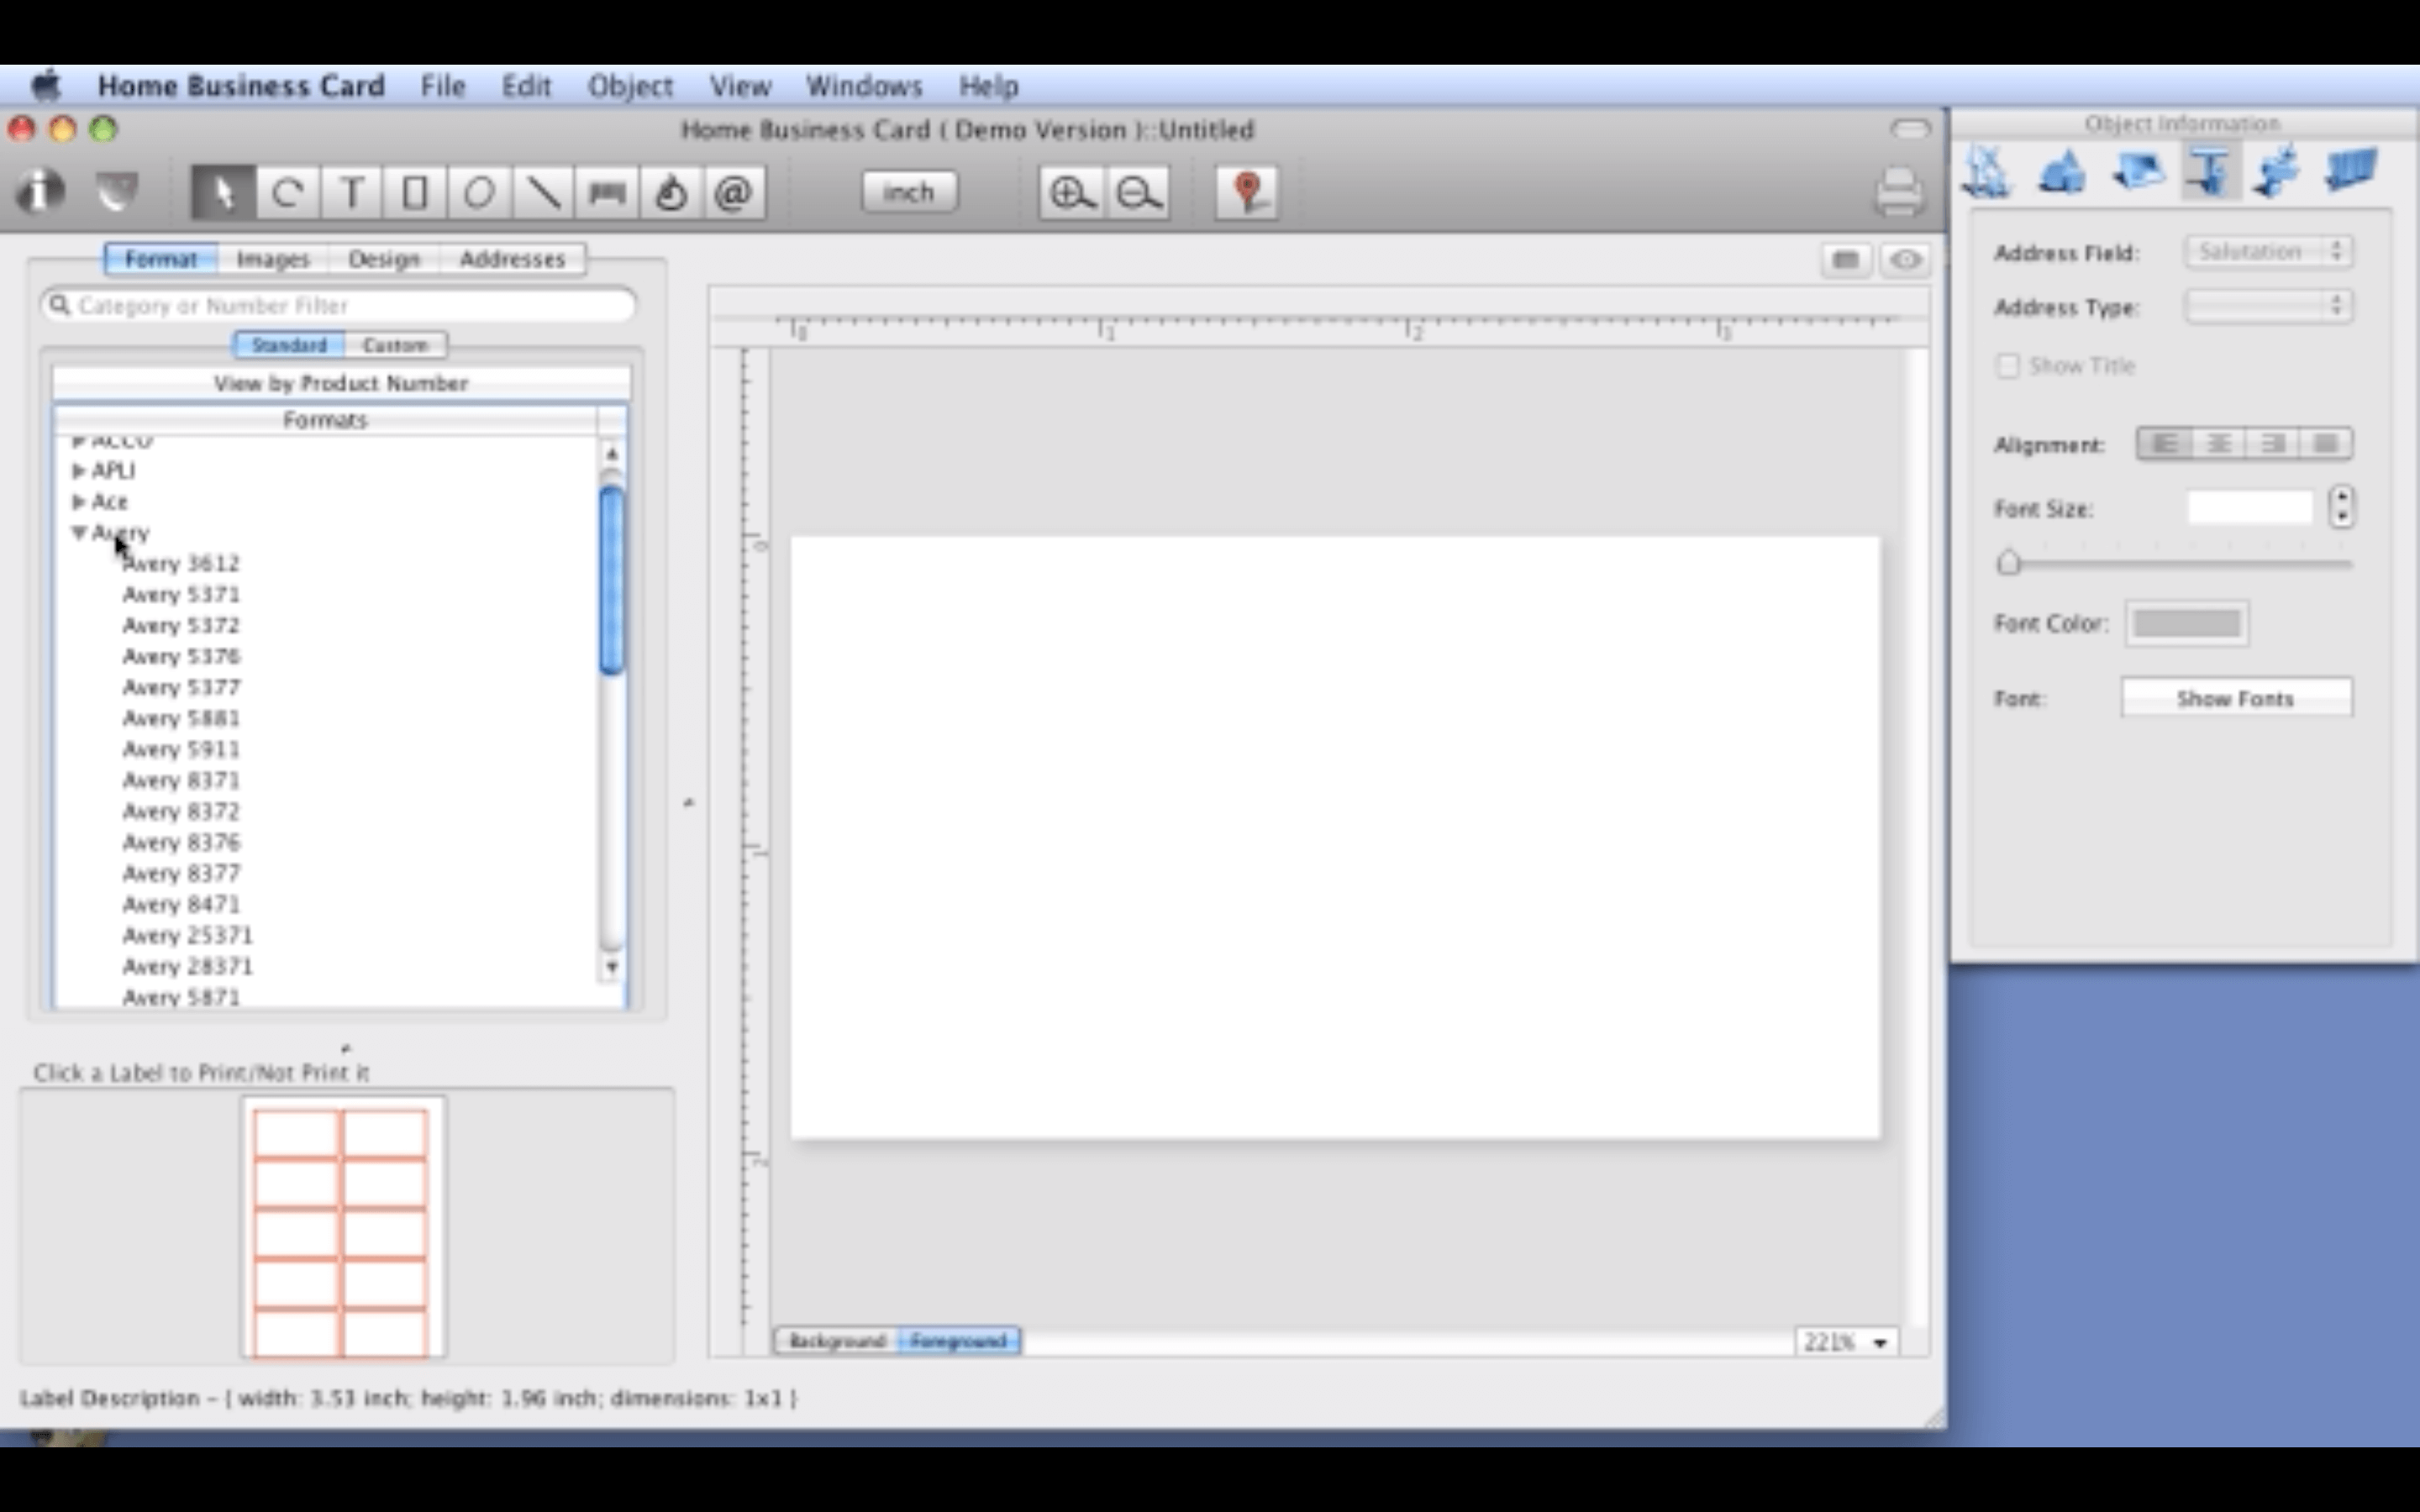 Home Business Card File Edit Object View Windows Help
Home Business Card ( Demo Version )::Untitled
Object Information
T @ inch
Format Images Design Addresses
Category or Number Filter
Standard Custom
View by Product Number
Formats
ACCO
APLI
Ace
Avery
Avery 3612
Avery 5371
Avery 5372
Avery 5376
Avery 5377
Avery 5881
Avery 5911
Avery 8371
Avery 8372
Avery 8376
Avery 8377
Avery 8471
Avery 25371
Avery 28371
Avery 5871
Click a Label to Print/Not Print it
Label Description - { width: 3.53 inch; height: 1.96 inch; dimensions: 1x1 }
0 1 2 3
0
1
2
Background Foreground 221%
Address Field: Salutation
Address Type:
Show Title
Alignment:
Font Size:
Font Color:
Font: Show Fonts